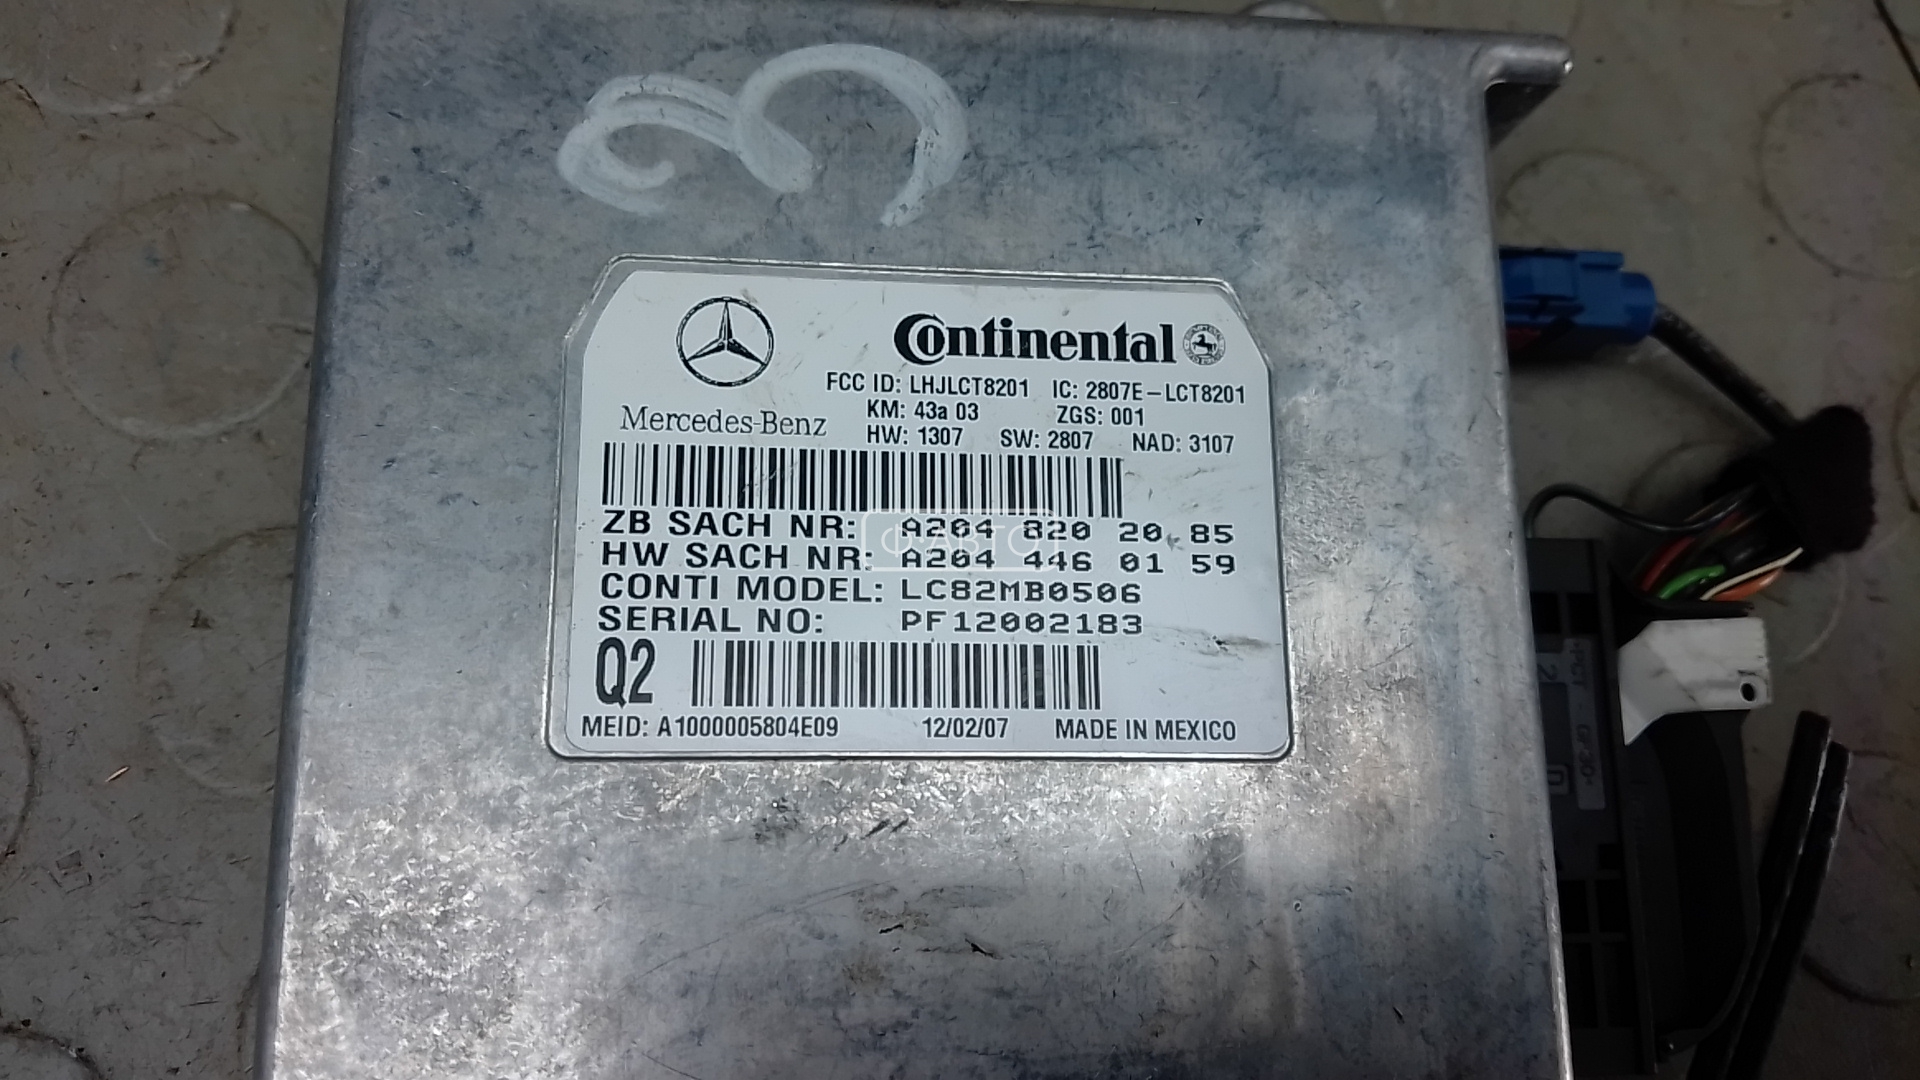 Mercedes-Benz
Continental
FCC ID: LHJLCT8201 IC: 2807E-LCT8201
KM: 43a 03 ZGS: 001
HW: 1307 SW: 2807 NAD: 3107
ZB SACH NR: A204 820 20 85
HW SACH NR: A204 446 01 59
CONTI MODEL: LC82MB0506
SERIAL NO: PF12002183
Q2
MEID: A1000005804E09 12/02/07 MADE IN MEXICO
ФАВТО